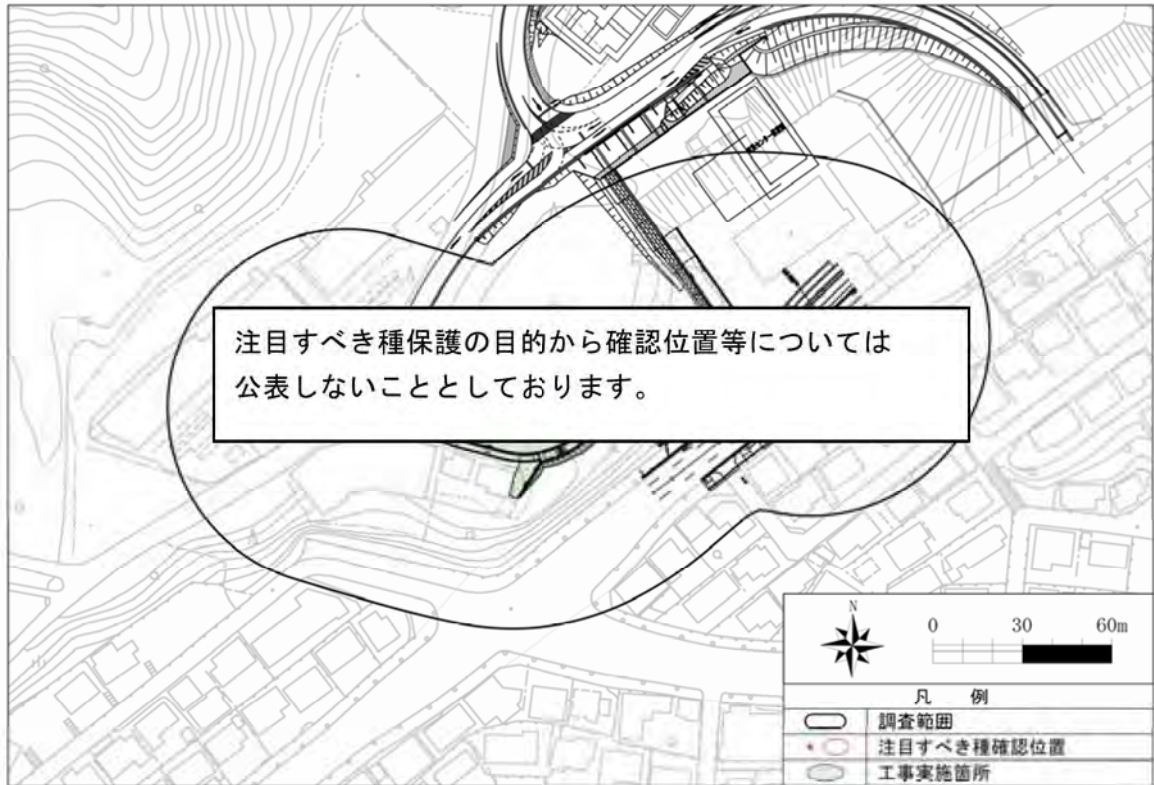 注目すべき種保護の目的から確認位置等については
公表しないこととしております。
N
0 30 60m
凡 例
調査範囲
注目すべき種確認位置
工事実施箇所